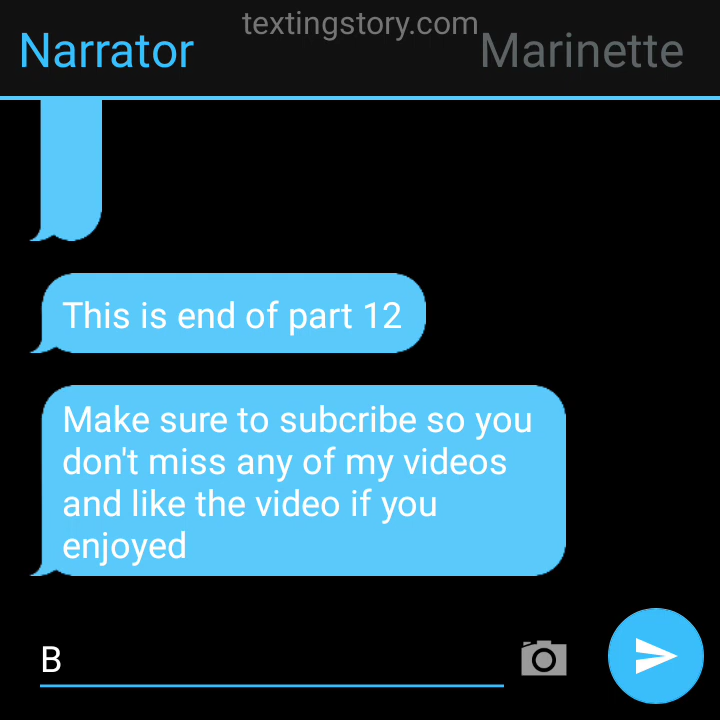 textingstory.com
Narrator
Marinette
This is end of part 12
Make sure to subcribe so you
don't miss any of my videos
and like the video if you
enjoyed
B